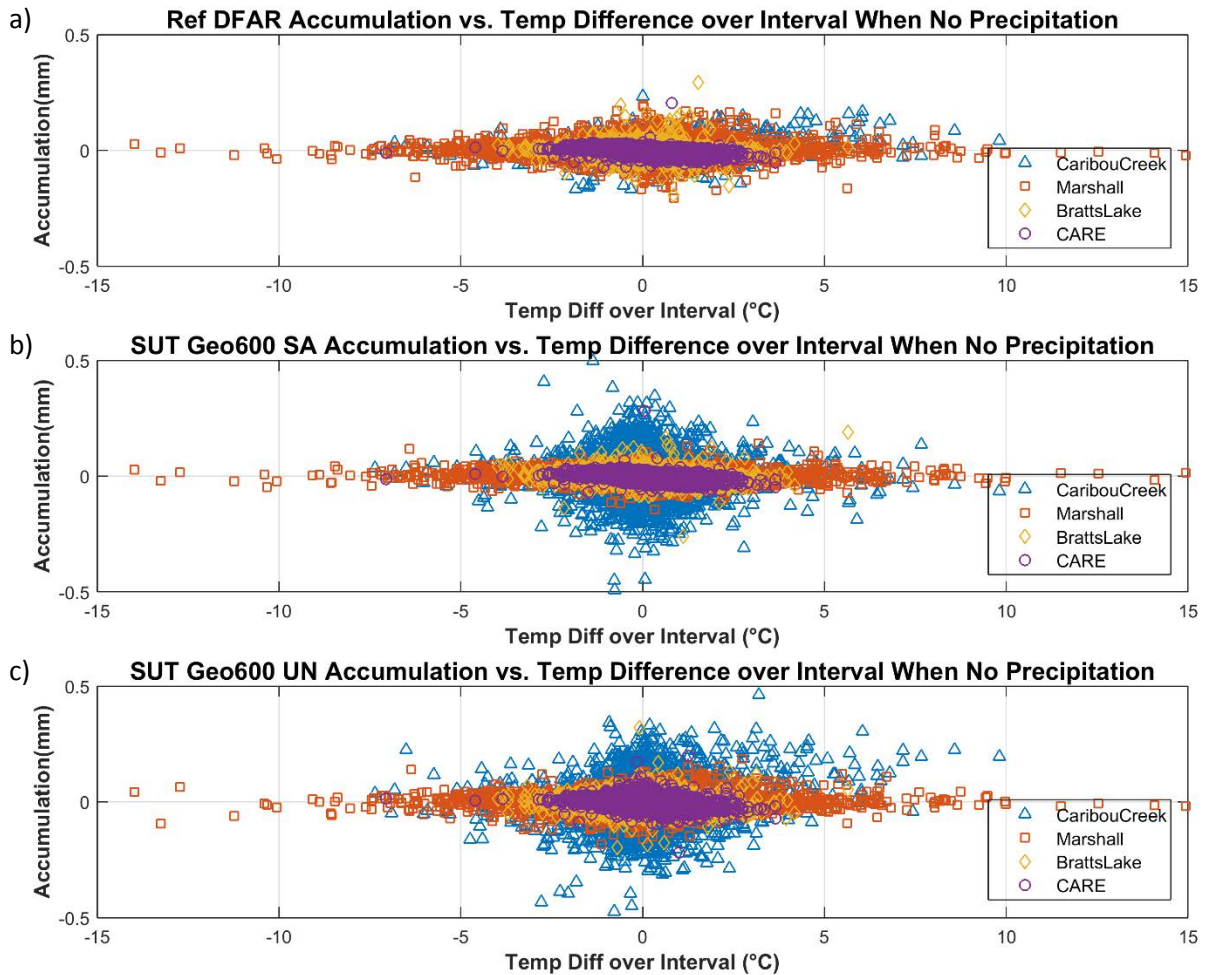 a)
Ref DFAR Accumulation vs. Temp Difference over Interval When No Precipitation
0.5
0
-0.5
Accumulation(mm)
-15 -10 -5 0 5 10 15
Temp Diff over Interval (°C)
CaribouCreek
Marshall
BrattsLake
CARE
b)
SUT Geo600 SA Accumulation vs. Temp Difference over Interval When No Precipitation
0.5
0
-0.5
Accumulation(mm)
-15 -10 -5 0 5 10 15
Temp Diff over Interval (°C)
CaribouCreek
Marshall
BrattsLake
CARE
c)
SUT Geo600 UN Accumulation vs. Temp Difference over Interval When No Precipitation
0.5
0
-0.5
Accumulation(mm)
-15 -10 -5 0 5 10 15
Temp Diff over Interval (°C)
CaribouCreek
Marshall
BrattsLake
CARE